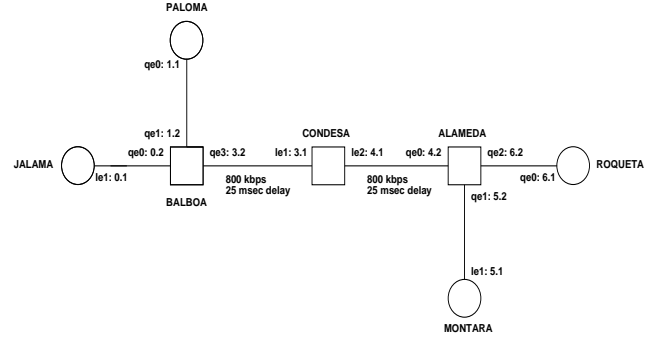 PALOMA
qe0: 1.1
qe1: 1.2
CONDESA
ALAMEDA
JALAMA
qe0: 0.2
qe3: 3.2
le1: 3.1
le2: 4.1
qe0: 4.2
qe2: 6.2
ROQUETA
le1: 0.1
800 kbps
25 msec delay
800 kbps
25 msec delay
qe0: 6.1
BALBOA
qe1: 5.2
le1: 5.1
MONTARA